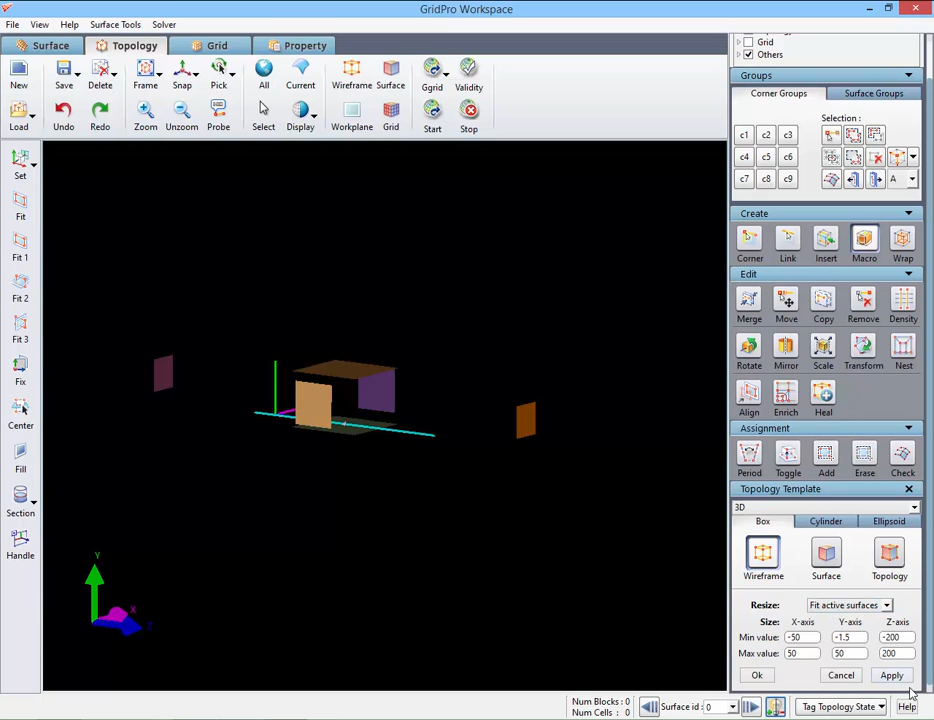 GridPro Workspace
File View Help Surface Tools Solver
Surface Topology Grid Property
New Save Delete Frame Snap Pick All Current Wireframe Surface Ggrid Validity
Load Undo Redo Zoom Unzoom Probe Select Display Workplane Grid Start Stop
Set
Fit
Fit 1
Fit 2
Fit 3
Fix
Center
Fill
Section
Handle
Y
X
Z
Grid
Others
Groups
Corner Groups Surface Groups
Selection :
c1 c2 c3
c4 c5 c6
c7 c8 c9 A
Create
Corner Link Insert Macro Wrap
Edit
Merge Move Copy Remove Density
Rotate Mirror Scale Transform Nest
Align Enrich Heal
Assignment
Period Toggle Add Erase Check
Topology Template
3D
Box Cylinder Ellipsoid
Wireframe Surface Topology
Resize: Fit active surfaces
Size: X-axis Y-axis Z-axis
Min value: -50 -1.5 -200
Max value: 50 50 200
Ok Cancel Apply
Num Blocks: 0
Num Cells : 0
Surface id : 0
Tag Topology State
Help